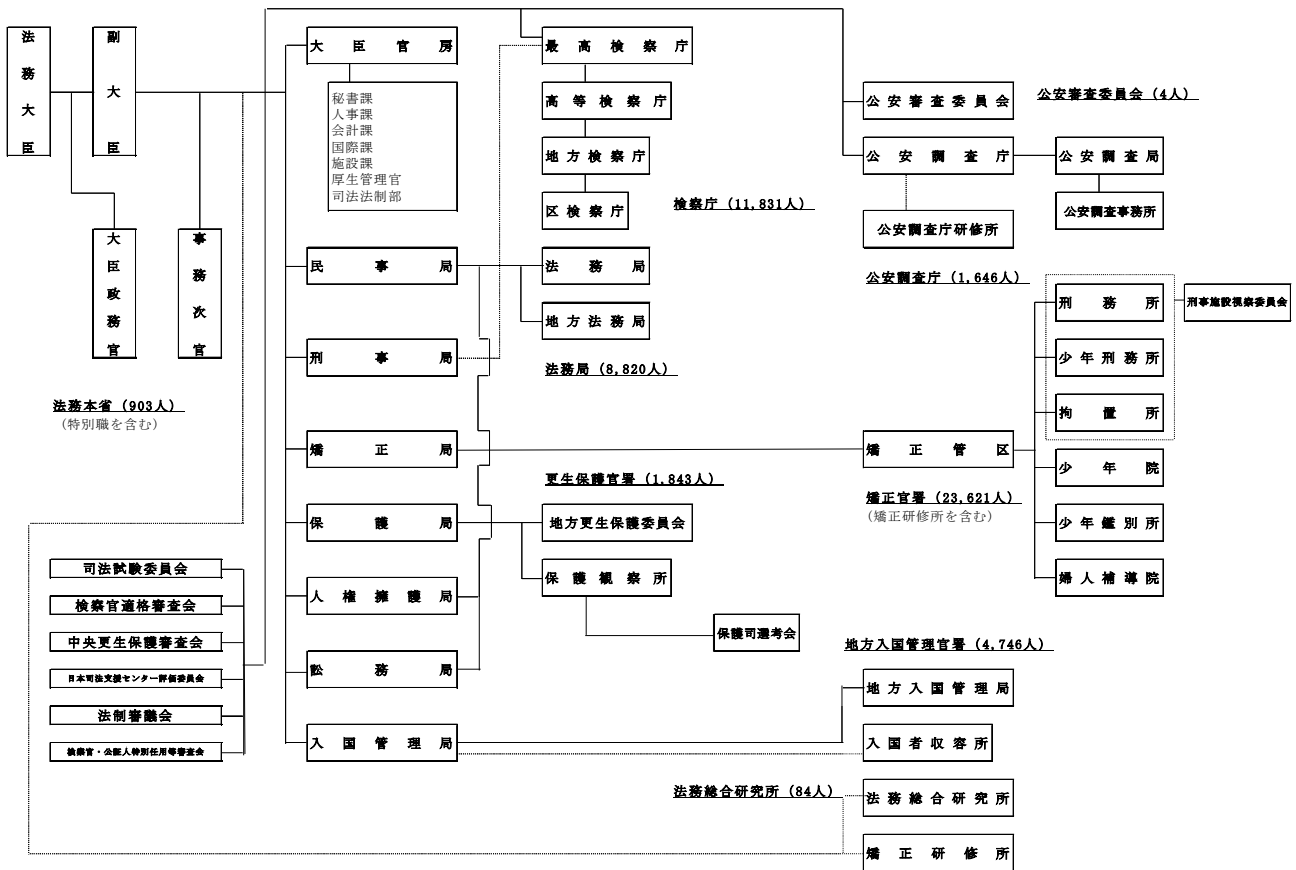 法務大臣
副大臣
大臣政務官
事務次官
法務本省(903人)
(特別職を含む)
司法試験委員会
検察官適格審査会
中央更生保護審査会
日本司法支援センター評価委員会
法制審議会
検察官・公証人特別任用等審査会
大臣官房
秘書課
人事課
会計課
国際課
施設課
厚生管理官
司法法制部
民事局
刑事局
矯正局
保護局
人権擁護局
訟務局
入国管理局
最高検察庁
高等検察庁
地方検察庁
区検察庁
検察庁(11,831人)
法務局
地方法務局
法務局(8,820人)
更生保護官署(1,843人)
地方更生保護委員会
保護観察所
保護司選考会
公安審査委員会
公安審査委員会(4人)
公安調査庁
公安調査局
公安調査庁研修所
公安調査事務所
公安調査庁(1,646人)
刑務所
刑事施設視察委員会
少年刑務所
拘置所
矯正管区
少年院
矯正官署(23,621人)
(矯正研修所を含む)
少年鑑別所
婦人補導院
地方入国管理官署(4,746人)
地方入国管理局
入国者収容所
法務総合研究所(84人)
法務総合研究所
矯正研修所